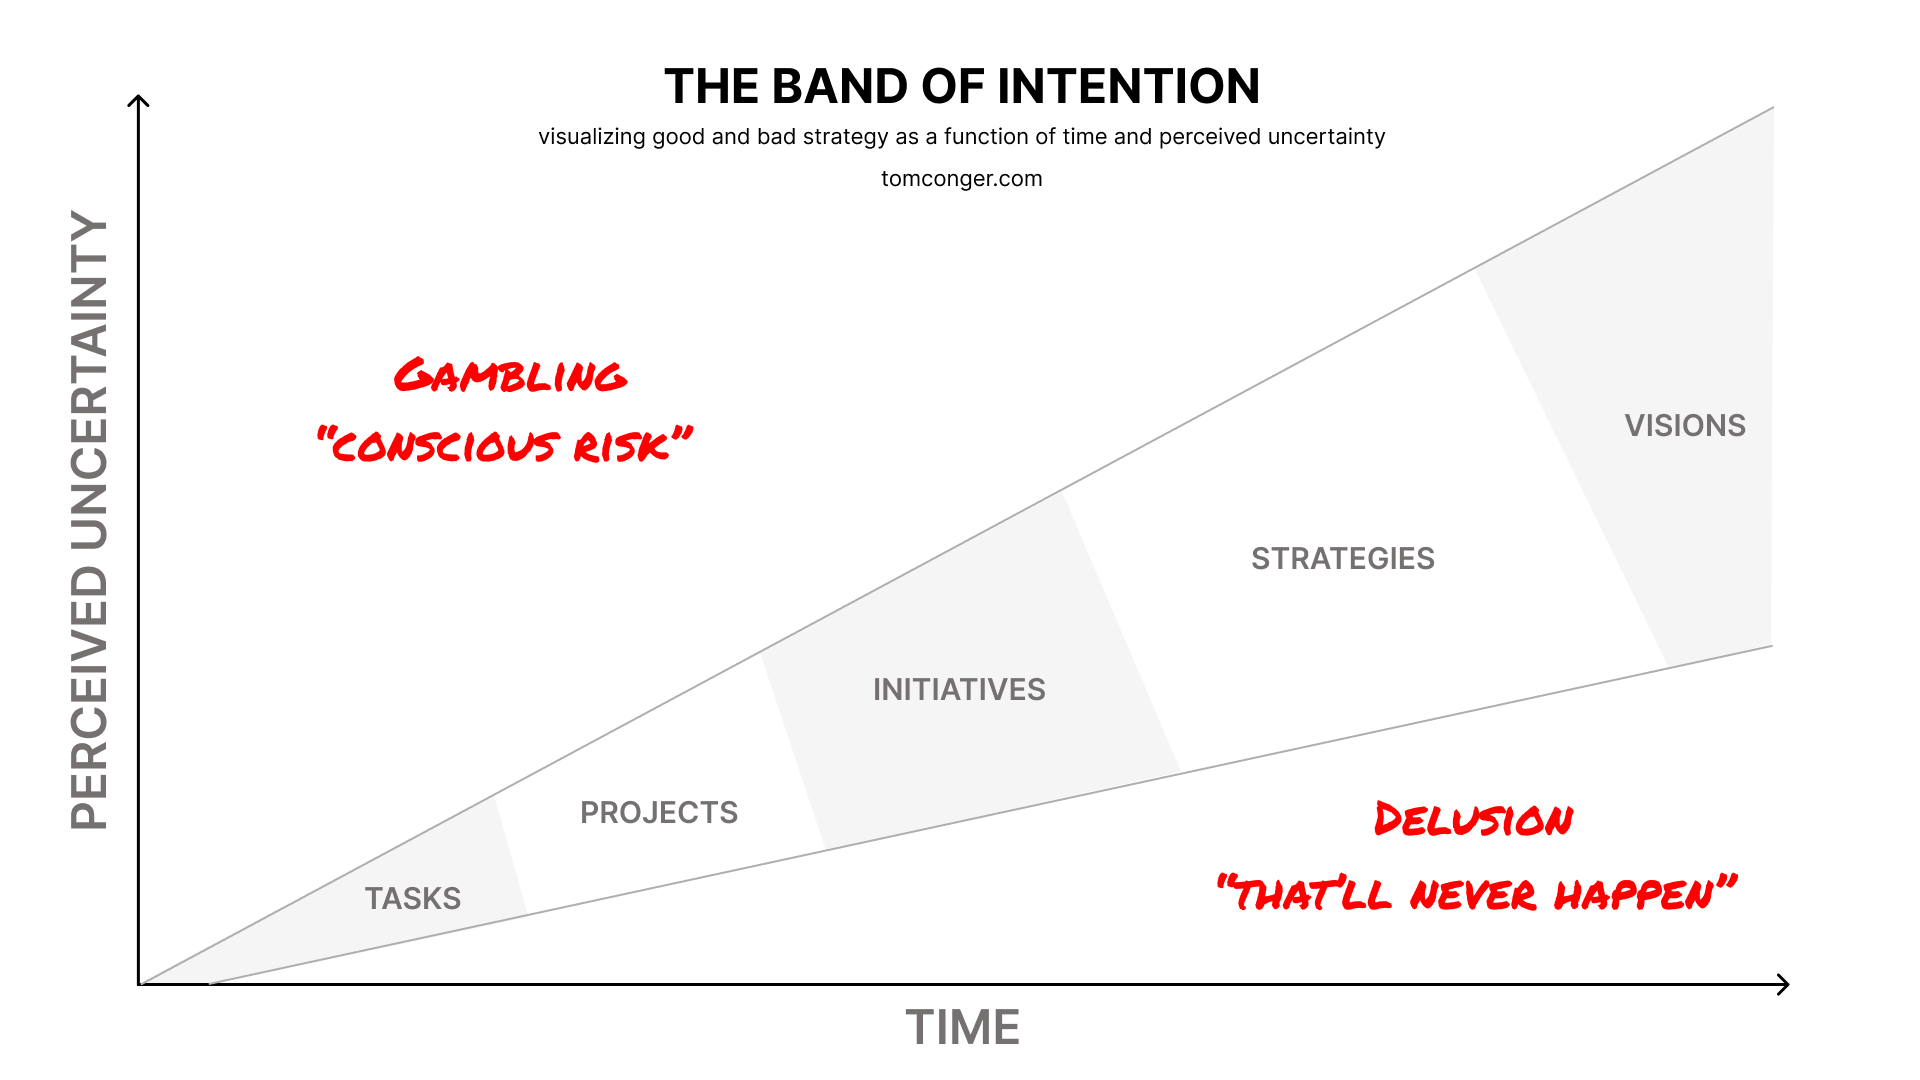 THE BAND OF INTENTION
visualizing good and bad strategy as a function of time and perceived uncertainty
tomconger.com
PERCEIVED UNCERTAINTY
GAMBLING
“CONSCIOUS RISK”
VISIONS
STRATEGIES
INITIATIVES
PROJECTS
TASKS
DELUSION
“THAT’LL NEVER HAPPEN”
TIME